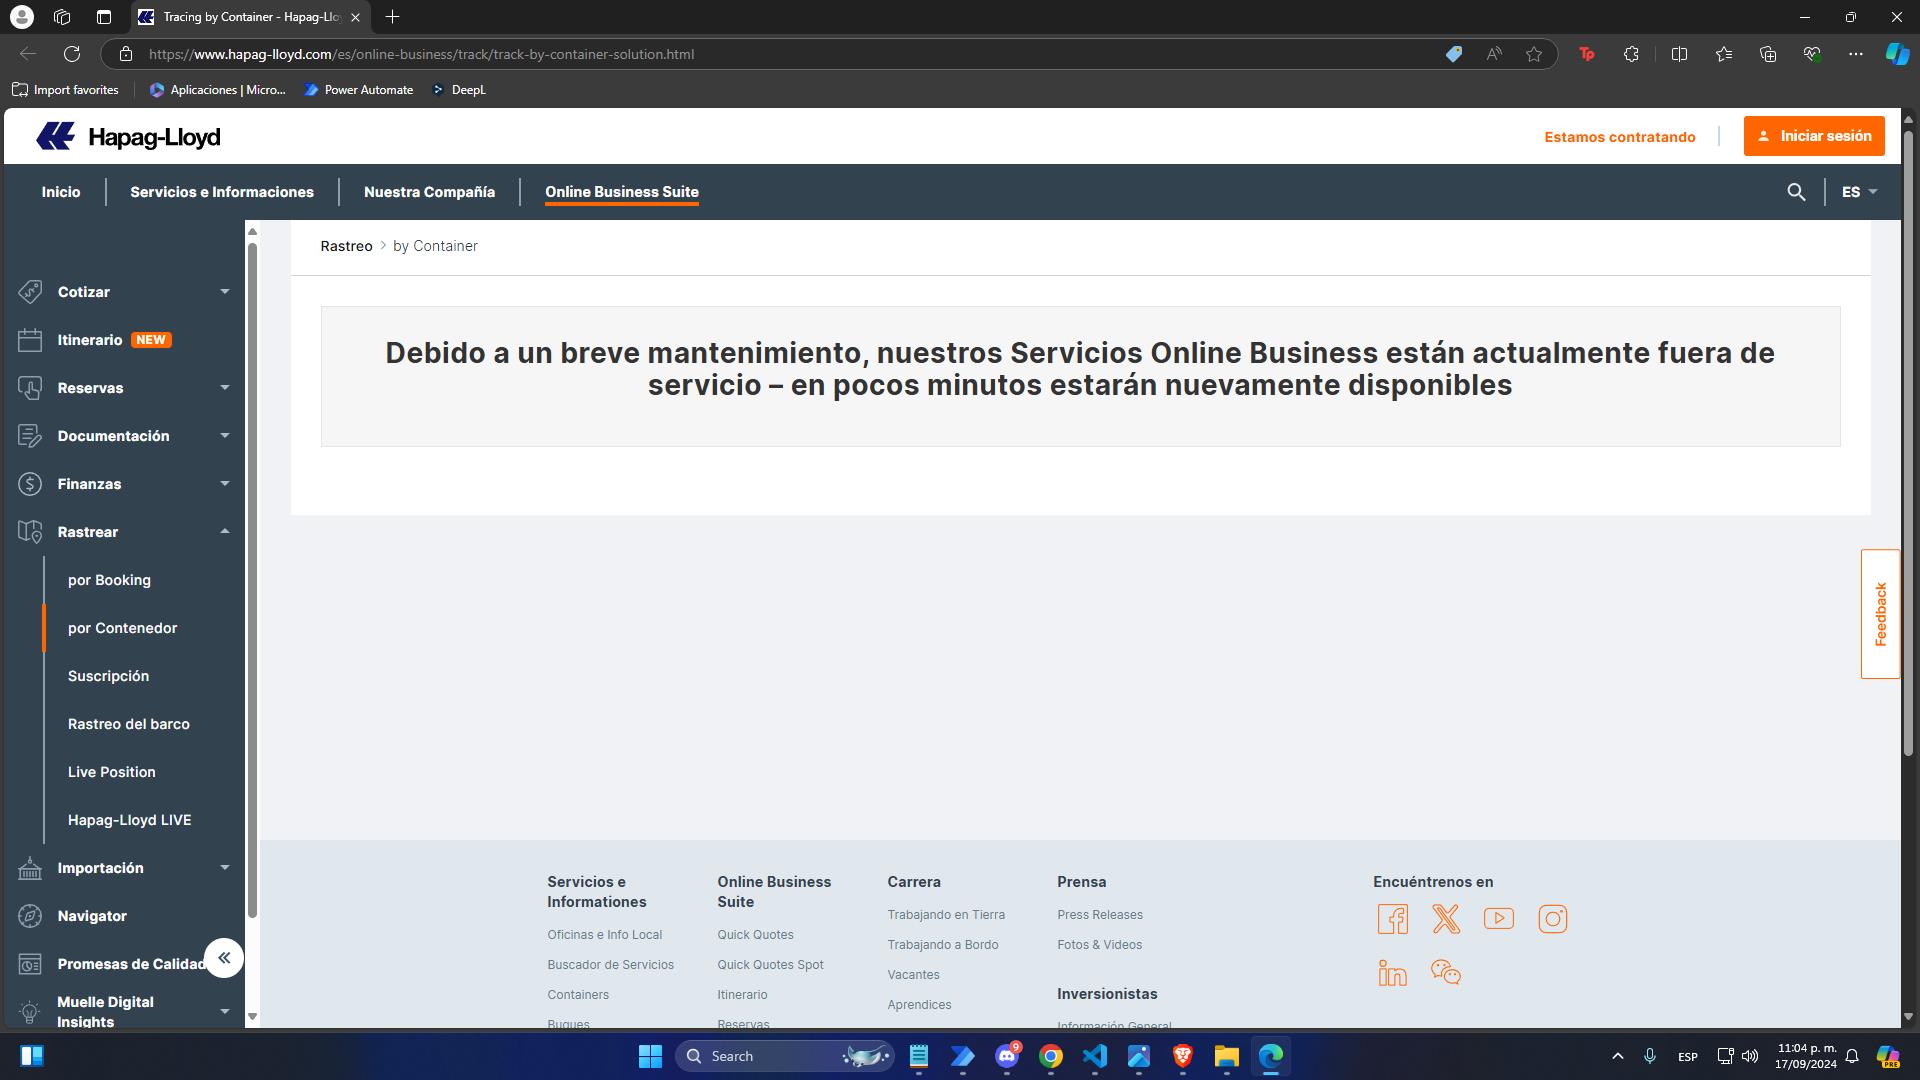 Tracing by Container - Hapag-Llo
https://www.hapag-lloyd.com/es/online-business/track/track-by-container-solution.html
Import favorites
Aplicaciones | Micro...
Power Automate
DeepL
Hapag-Lloyd
Estamos contratando
Iniciar sesión
Inicio
Servicios e Informaciones
Nuestra Compañía
Online Business Suite
ES
Rastreo > by Container
Cotizar
Itinerario NEW
Reservas
Documentación
Finanzas
Rastrear
por Booking
por Contenedor
Suscripción
Rastreo del barco
Live Position
Hapag-Lloyd LIVE
Importación
Navigator
Promesas de Calidad
Muelle Digital
Insights
Debido a un breve mantenimiento, nuestros Servicios Online Business están actualmente fuera de
servicio – en pocos minutos estarán nuevamente disponibles
Feedback
Servicios e
Informationes
Oficinas e Info Local
Buscador de Servicios
Containers
Buques
Online Business
Suite
Quick Quotes
Quick Quotes Spot
Itinerario
Reservas
Carrera
Trabajando en Tierra
Trabajando a Bordo
Vacantes
Aprendices
Prensa
Press Releases
Fotos & Videos
Inversionistas
Información General
Encuéntrenos en
Search
9
ESP
11:04 p. m.
17/09/2024
PRE